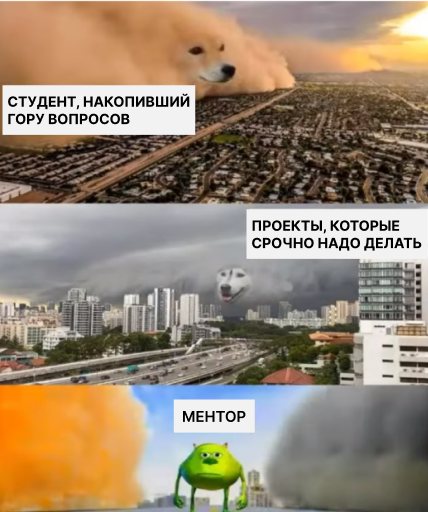 СТУДЕНТ, НАКОПИВШИЙ
ГОРУ ВОПРОСОВ
ПРОЕКТЫ, КОТОРЫЕ
СРОЧНО НАДО ДЕЛАТЬ
МЕНТОР